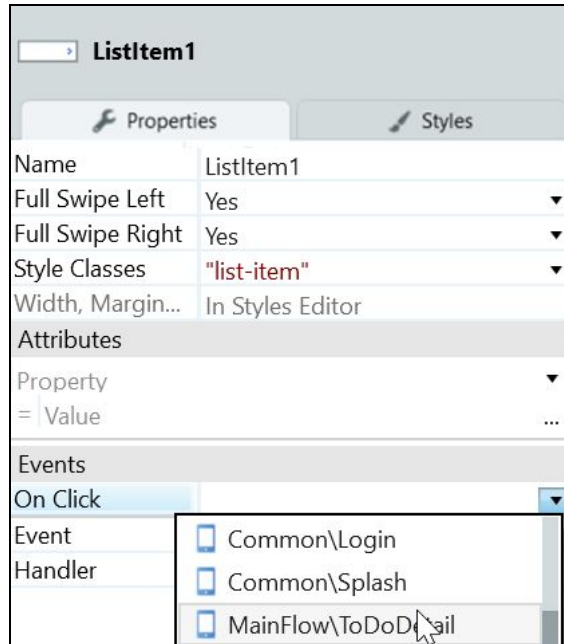 ListItem1
Properties Styles
Name ListItem1
Full Swipe Left Yes
Full Swipe Right Yes
Style Classes "list-item"
Width, Margin... In Styles Editor
Attributes
Property
= Value ...
Events
On Click
Event
Handler
Common\Login
Common\Splash
MainFlow\ToDoDetail